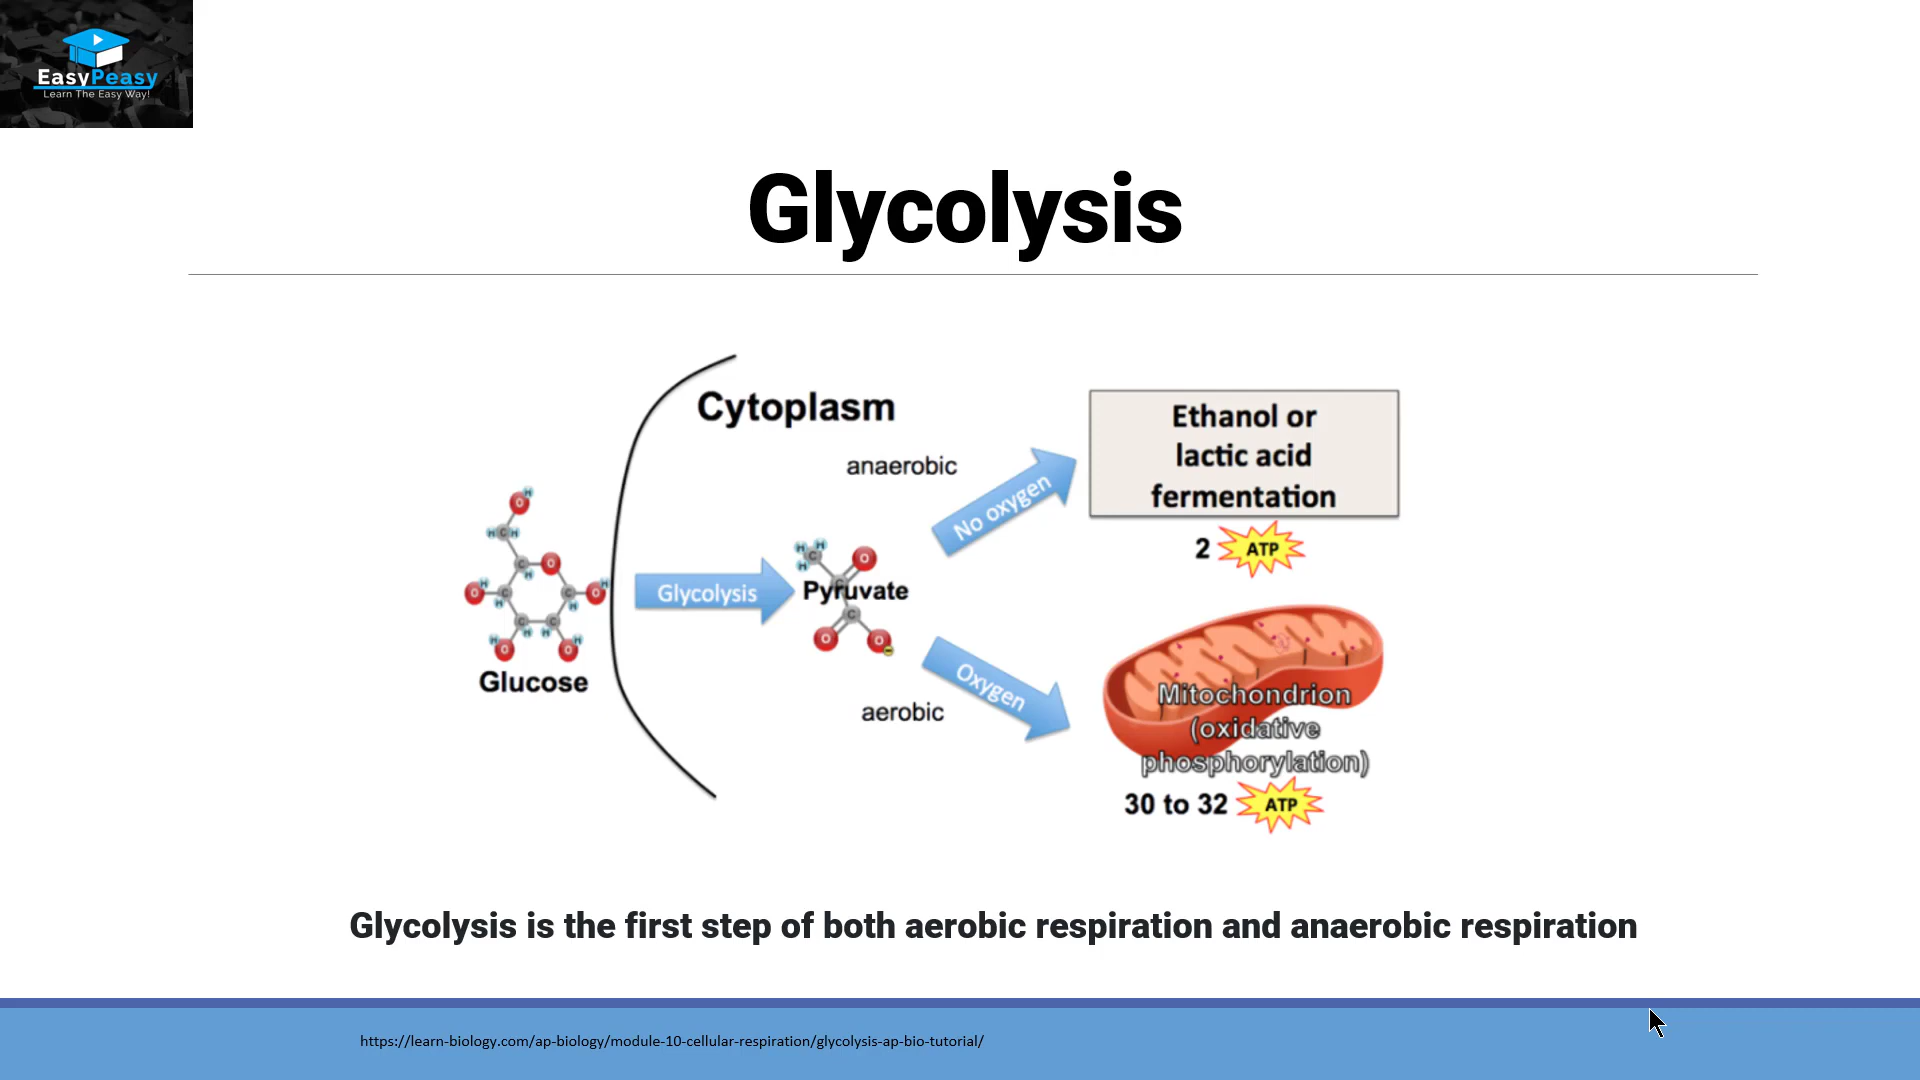 EasyPeasy
Learn The Easy Way!
Glycolysis
Cytoplasm
anaerobic
No oxygen
Ethanol or
lactic acid
fermentation
2 ATP
Glycolysis
Pyruvate
Glucose
Oxygen
aerobic
Mitochondrion
(oxidative
phosphorylation)
30 to 32 ATP
Glycolysis is the first step of both aerobic respiration and anaerobic respiration
https://learn-biology.com/ap-biology/module-10-cellular-respiration/glycolysis-ap-bio-tutorial/